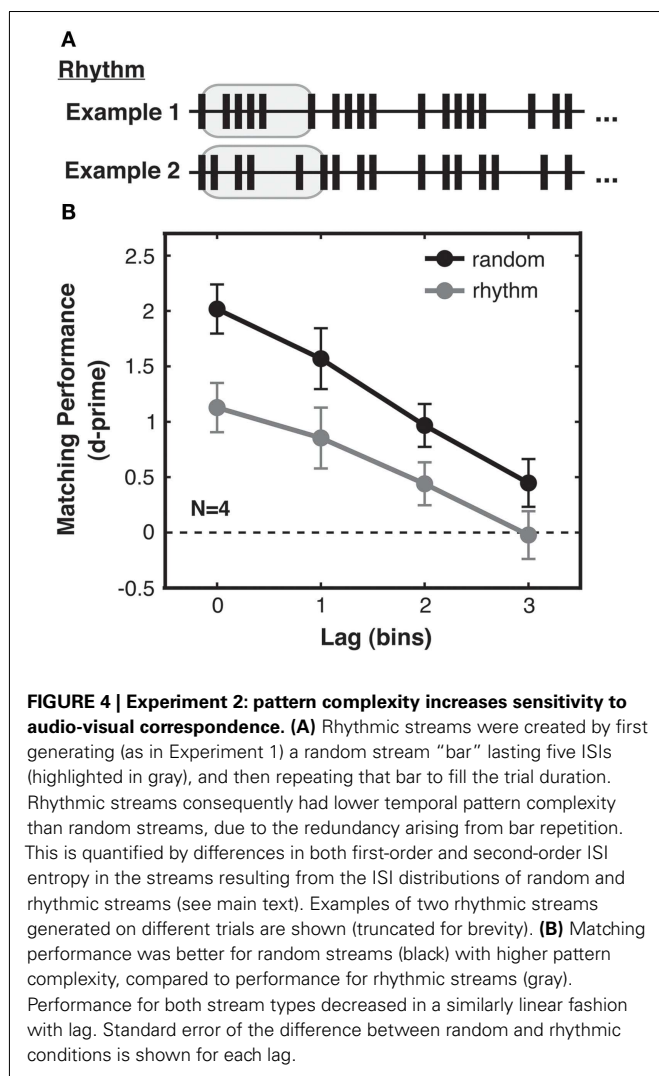 A
Rhythm
Example 1 ...
Example 2 ...
B
2.5
2
1.5
1
0.5
0
-0.5
Matching Performance
(d-prime)
random
rhythm
N=4
0 1 2 3
Lag (bins)
FIGURE 4 | Experiment 2: pattern complexity increases sensitivity to
audio-visual correspondence. (A) Rhythmic streams were created by first
generating (as in Experiment 1) a random stream “bar” lasting five ISIs
(highlighted in gray), and then repeating that bar to fill the trial duration.
Rhythmic streams consequently had lower temporal pattern complexity
than random streams, due to the redundancy arising from bar repetition.
This is quantified by differences in both first-order and second-order ISI
entropy in the streams resulting from the ISI distributions of random and
rhythmic streams (see main text). Examples of two rhythmic streams
generated on different trials are shown (truncated for brevity). (B) Matching
performance was better for random streams (black) with higher pattern
complexity, compared to performance for rhythmic streams (gray).
Performance for both stream types decreased in a similarly linear fashion
with lag. Standard error of the difference between random and rhythmic
conditions is shown for each lag.